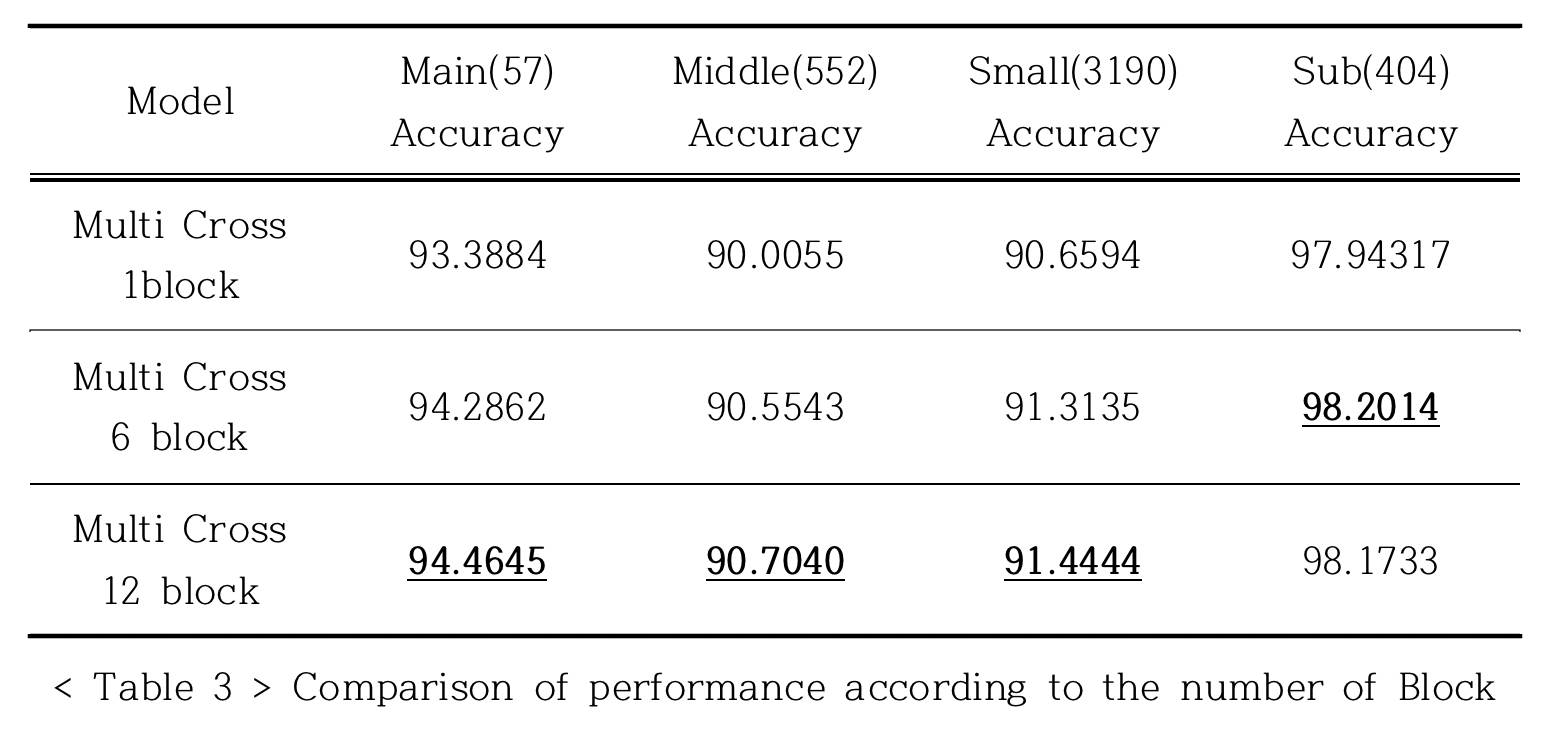 Model Main(57) Accuracy Middle(552) Accuracy Small(3190) Accuracy Sub(404) Accuracy
Multi Cross 1block 93.3884 90.0055 90.6594 97.94317
Multi Cross 6 block 94.2862 90.5543 91.3135 98.2014
Multi Cross 12 block 94.4645 90.7040 91.4444 98.1733
< Table 3 > Comparison of performance according to the number of Block